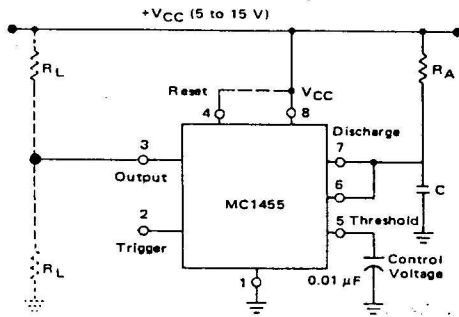 +VCC (5 to 15 V)
RL
RA
Reset
VCC
4
8
Discharge
3
7
Output
C
6
MC1455
2
5 Threshold
Trigger
RL
Control
Voltage
1
0.01 µF